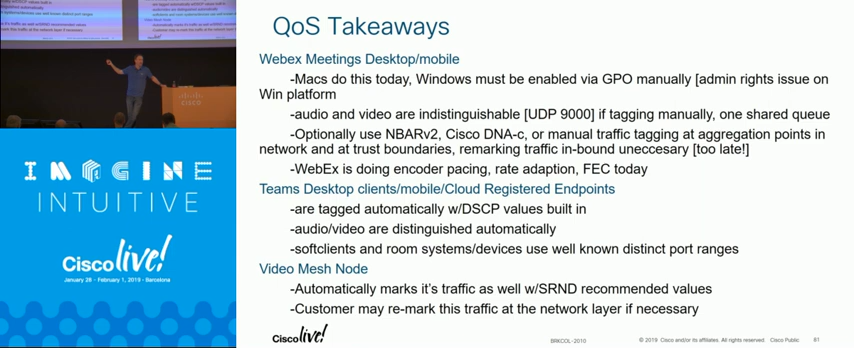 QoS Takeaways
Webex Meetings Desktop/mobile
-Macs do this today, Windows must be enabled via GPO manually [admin rights issue on
Win platform
-audio and video are indistinguishable [UDP 9000] if tagging manually, one shared queue
-Optionally use NBARv2, Cisco DNA-c, or manual traffic tagging at aggregation points in
network and at trust boundaries, remarking traffic in-bound uneccesary [too late!]
-WebEx is doing encoder pacing, rate adaption, FEC today
Teams Desktop clients/mobile/Cloud Registered Endpoints
-are tagged automatically w/DSCP values built in
-audio/video are distinguished automatically
-softclients and room systems/devices use well known distinct port ranges
Video Mesh Node
-Automatically marks it's traffic as well w/SRND recommended values
-Customer may re-mark this traffic at the network layer if necessary
Cisco live!
BRKCOL-2010
© 2019 Cisco and/or its affiliates. All rights reserved. Cisco Public
81
IMAGINE
INTUITIVE
Cisco live!
January 28 - February 1, 2019 - Barcelona
cisco